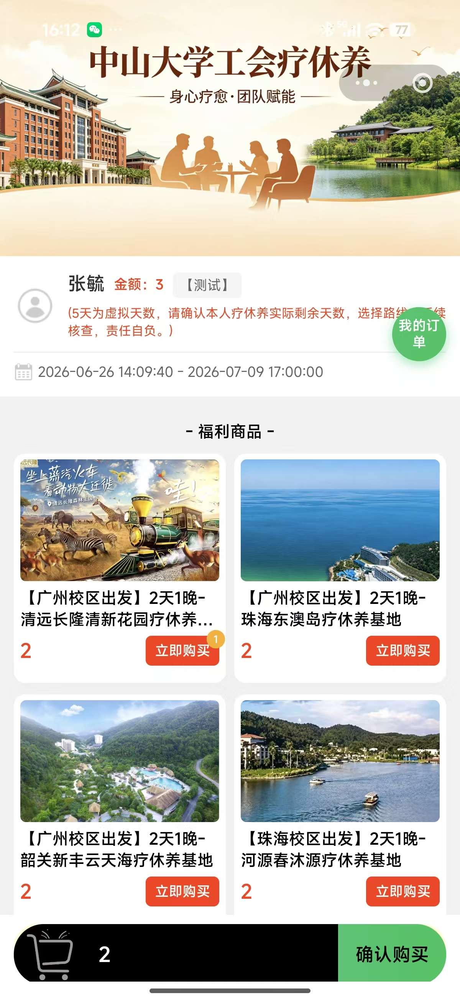 16:12
5G
77
中山大学工会疗休养
身心疗愈·团队赋能
张毓 金额：3 【测试】
(5天为虚拟天数，请确认本人疗休养实际剩余天数，选择路线 续
核查，责任自负。)
我的订
单
2026-06-26 14:09:40 - 2026-07-09 17:00:00
- 福利商品 -
远长隆
坐上蒸汽火车
看动物大迁徙
清远长隆森林王国
哇！
【广州校区出发】2天1晚-
清远长隆清新花园疗休养...
2 立即购买 1
【广州校区出发】2天1晚-
珠海东澳岛疗休养基地
2 立即购买
【广州校区出发】2天1晚-
韶关新丰云天海疗休养基地
2 立即购买
【珠海校区出发】2天1晚-
河源春沐源疗休养基地
2 立即购买
2 确认购买